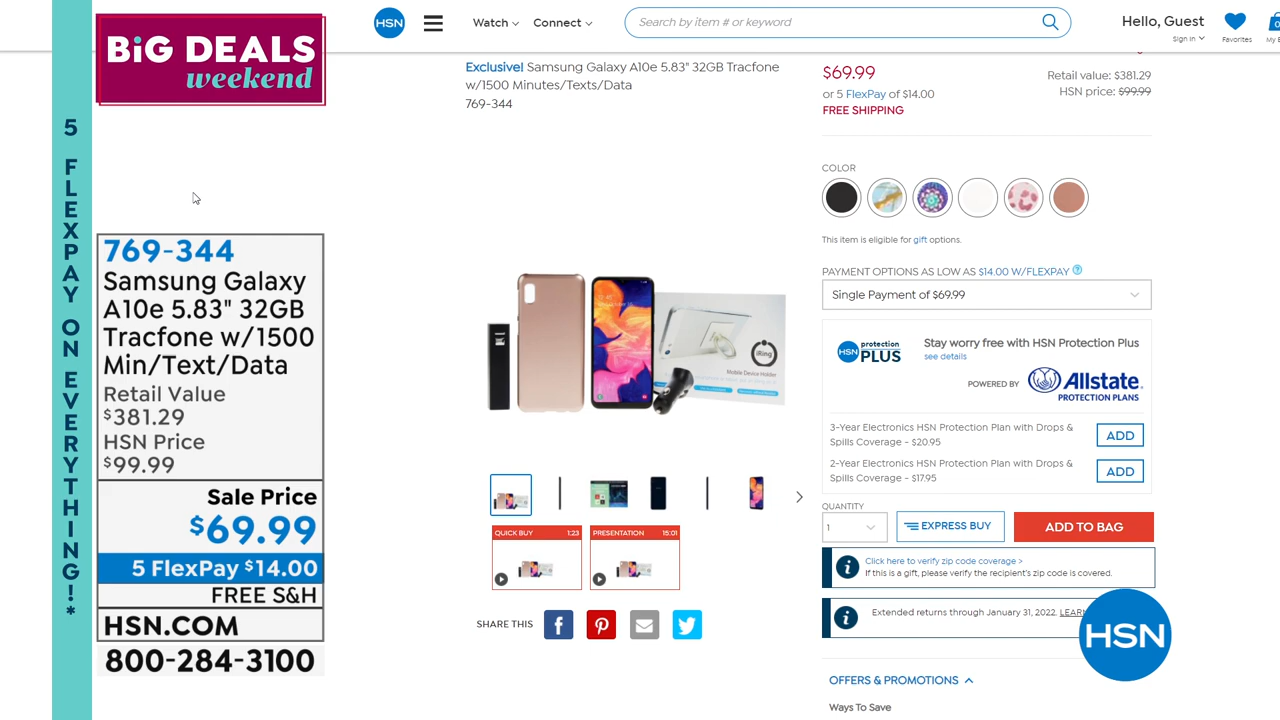 BiG DEALS
weekend
5 FLEXPAY ON EVERYTHING!*
769-344
Samsung Galaxy
A10e 5.83" 32GB
Tracfone w/1500
Min/Text/Data
Retail Value
$381.29
HSN Price
$99.99
Sale Price
$69.99
5 FlexPay $14.00
FREE S&H
HSN.COM
800-284-3100
HSN
Watch
Connect
Search by item # or keyword
Hello, Guest
Sign In
Favorites
0
Exclusive! Samsung Galaxy A10e 5.83" 32GB Tracfone
w/1500 Minutes/Texts/Data
769-344
$69.99
or 5 FlexPay of $14.00
FREE SHIPPING
Retail value: $381.29
HSN price: $99.99
COLOR
This item is eligible for gift options.
PAYMENT OPTIONS AS LOW AS $14.00 W/FLEXPAY ?
Single Payment of $69.99
iRing
Mobile Device Holder
HSN protection PLUS
Stay worry free with HSN Protection Plus
see details
POWERED BY
Allstate
PROTECTION PLANS
3-Year Electronics HSN Protection Plan with Drops &
Spills Coverage - $20.95
ADD
2-Year Electronics HSN Protection Plan with Drops &
Spills Coverage - $17.95
ADD
QUANTITY
1
EXPRESS BUY
ADD TO BAG
QUICK BUY 1:23
PRESENTATION 15:01
SHARE THIS
Click here to verify zip code coverage >
If this is a gift, please verify the recipient's zip code is covered.
Extended returns through January 31, 2022.
HSN
OFFERS & PROMOTIONS
Ways To Save